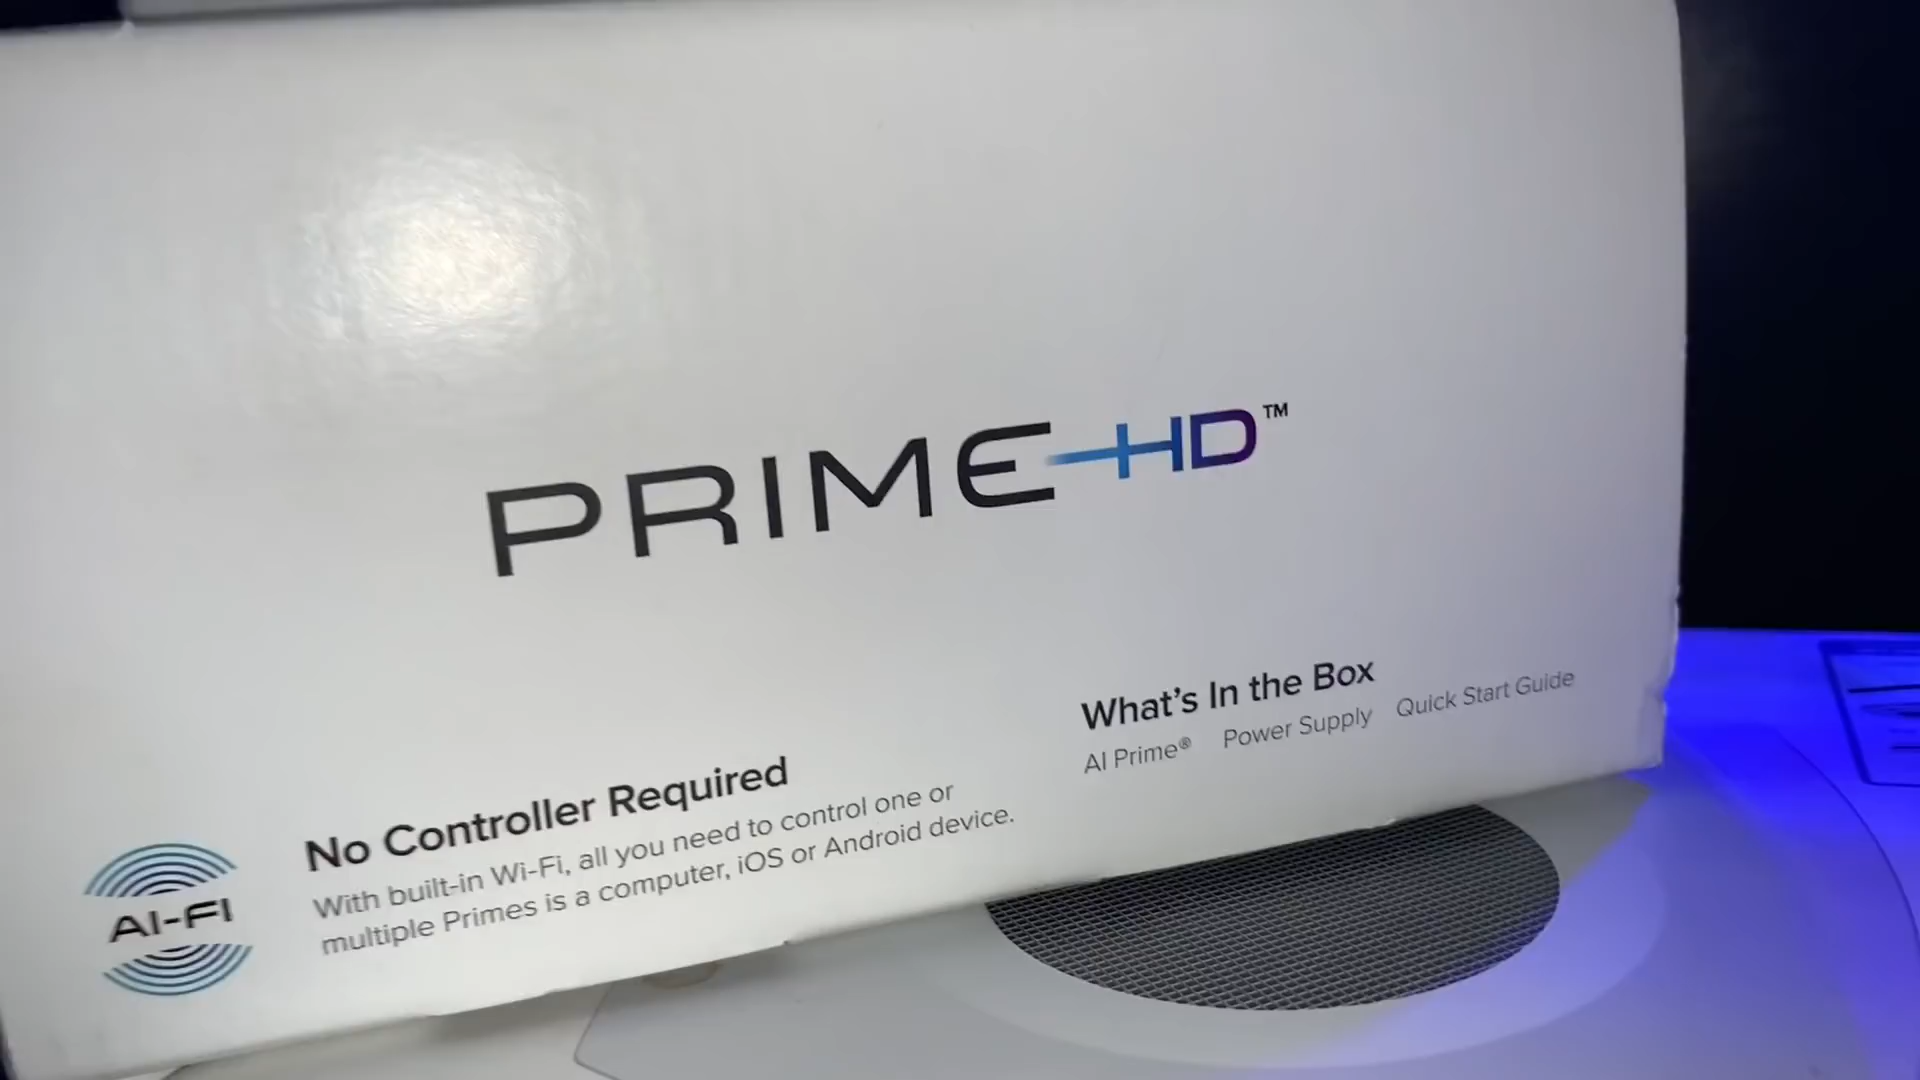 PRIME-HD™
What's In the Box
AI Prime® Power Supply Quick Start Guide
No Controller Required
With built-in Wi-Fi, all you need to control one or
multiple Primes is a computer, iOS or Android device.
AI-FI